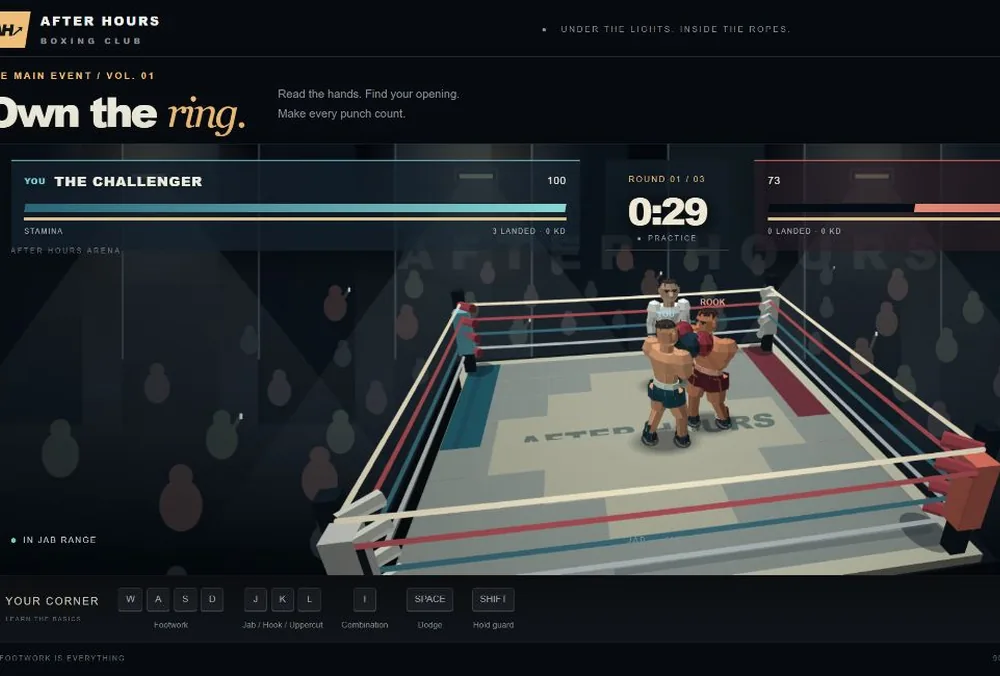 AH↗
AFTER HOURS
BOXING CLUB
UNDER THE LIGHTS. INSIDE THE ROPES.
E MAIN EVENT / VOL. 01
Own the ring.
Read the hands. Find your opening.
Make every punch count.
YOU THE CHALLENGER 100
STAMINA 3 LANDED · 0 KD
ROUND 01 / 03
0:29
PRACTICE
73
0 LANDED · 0 KD
AFTER HOURS ARENA
AFTER HOURS
ROOK
YOU
AFTER HOURS
IN JAB RANGE
YOUR CORNER
LEARN THE BASICS
W A S D
Footwork
J K L
Jab / Hook / Uppercut
I
Combination
SPACE
Dodge
SHIFT
Hold guard
FOOTWORK IS EVERYTHING